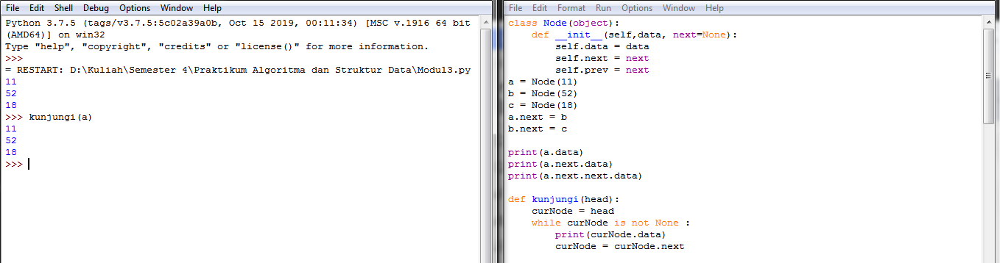 File Edit Shell Debug Options Window Help
Python 3.7.5 (tags/v3.7.5:5c02a39a0b, Oct 15 2019, 00:11:34) [MSC v.1916 64 bit
(AMD64)] on win32
Type "help", "copyright", "credits" or "license()" for more information.
>>>
= RESTART: D:\Kuliah\Semester 4\Praktikum Algoritma dan Struktur Data\Modul3.py
11
52
18
>>> kunjungi(a)
11
52
18
>>>
File Edit Format Run Options Window Help
class Node(object):
    def __init__(self,data, next=None):
        self.data = data
        self.next = next
        self.prev = next
a = Node(11)
b = Node(52)
c = Node(18)
a.next = b
b.next = c

print(a.data)
print(a.next.data)
print(a.next.next.data)

def kunjungi(head):
    curNode = head
    while curNode is not None :
        print(curNode.data)
        curNode = curNode.next